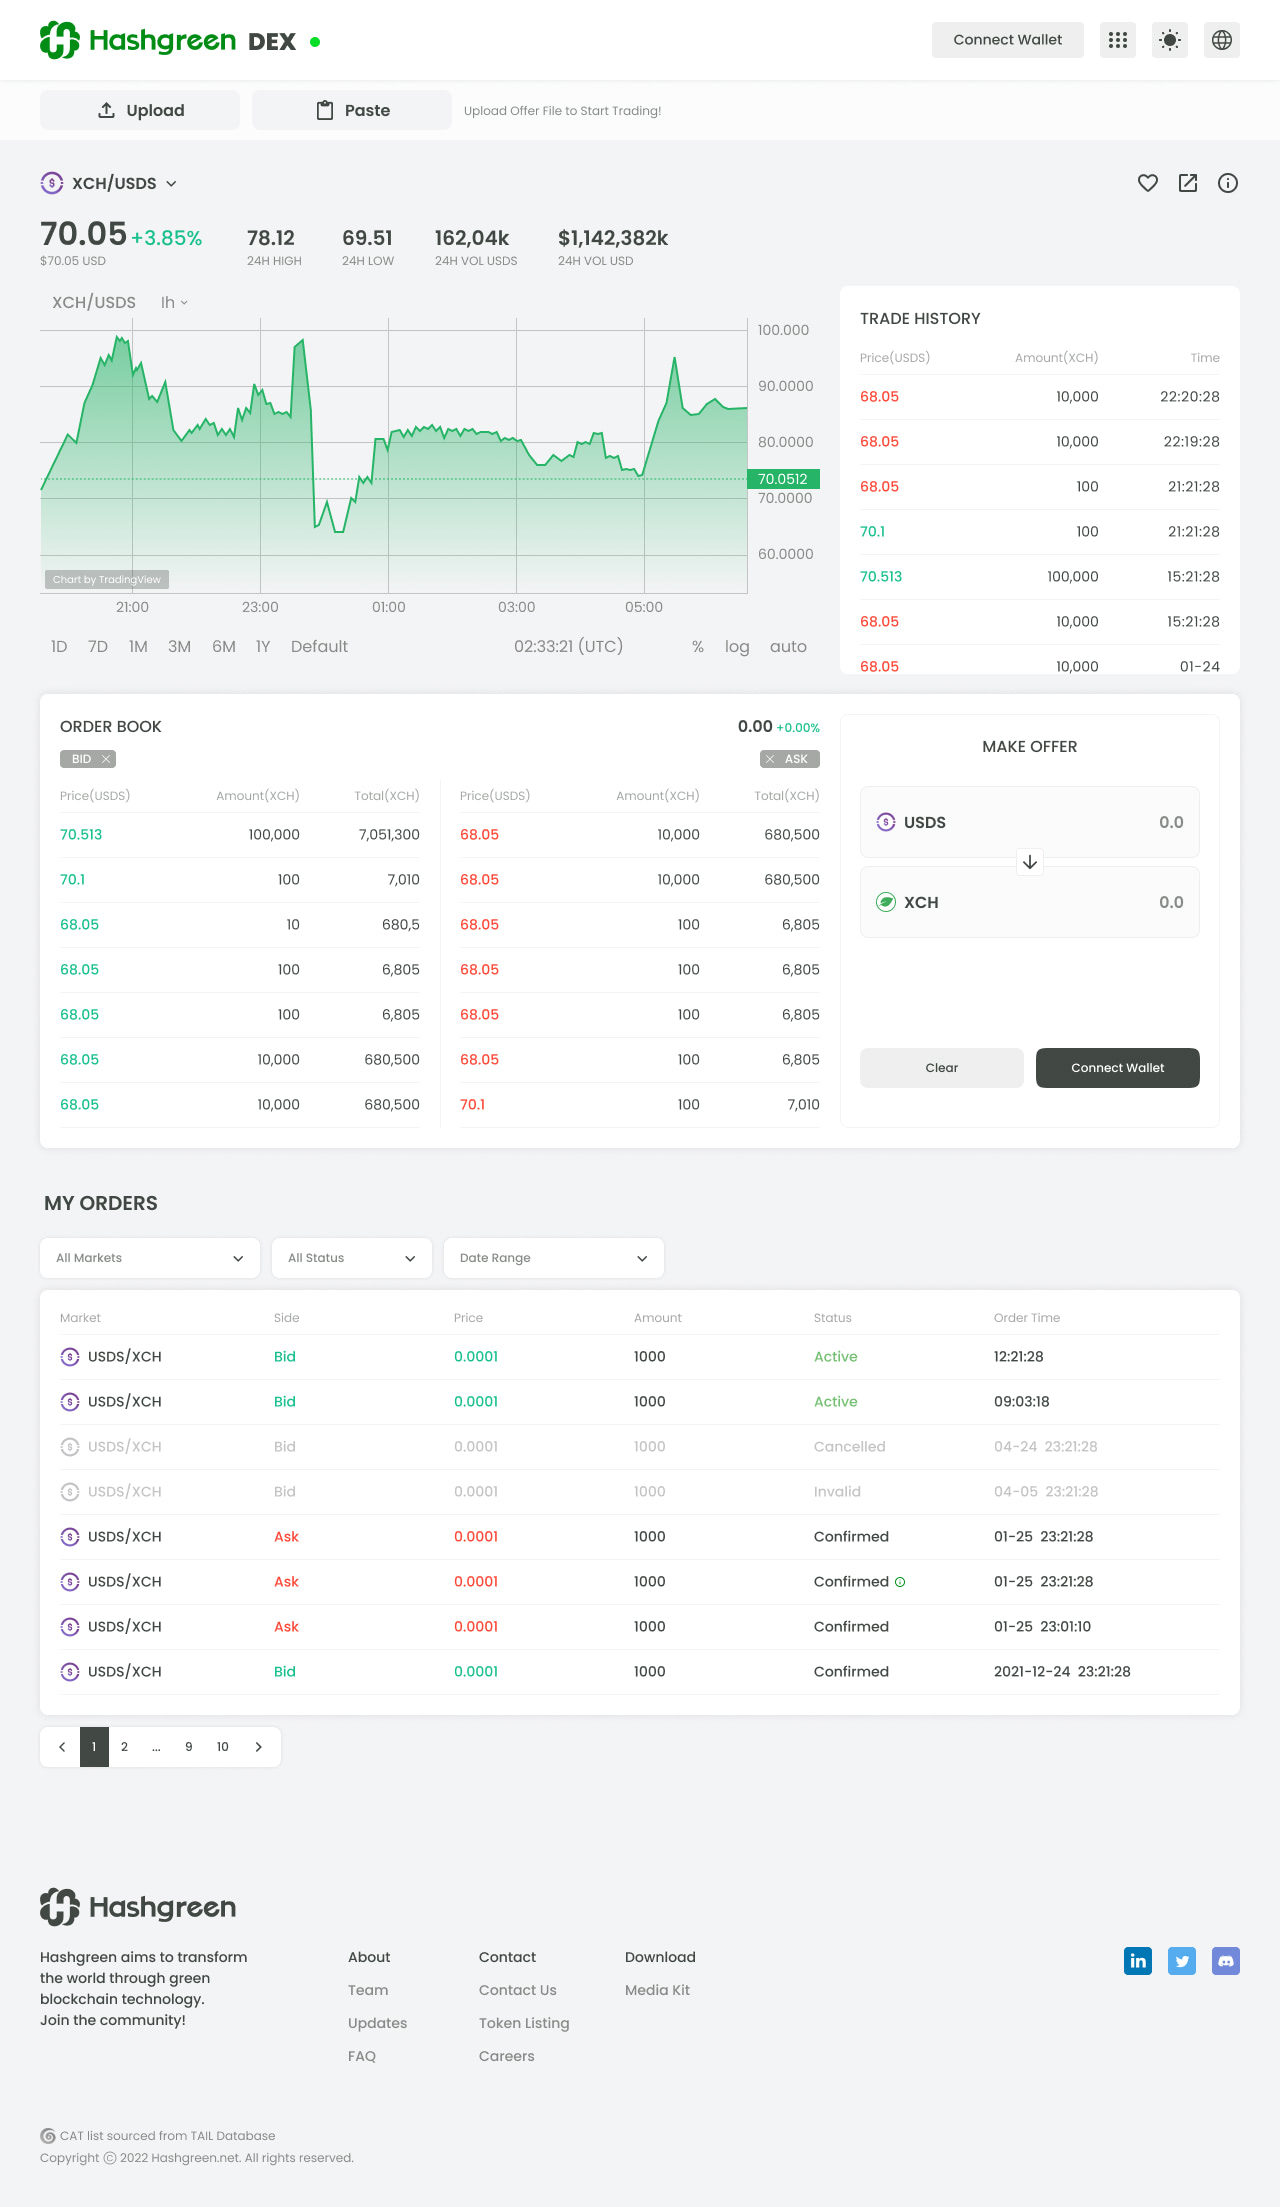 Hashgreen DEX
Connect Wallet
Upload
Paste
Upload Offer File to Start Trading!
XCH/USDS
70.05 +3.85%
$70.05 USD
78.12
24H HIGH
69.51
24H LOW
162,04k
24H VOL USDS
$1,142,382k
24H VOL USD
XCH/USDS 1h
100.000
90.0000
80.0000
70.0512
70.0000
60.0000
Chart by TradingView
21:00 23:00 01:00 03:00 05:00
1D 7D 1M 3M 6M 1Y Default 02:33:21 (UTC) % log auto
TRADE HISTORY
Price(USDS) Amount(XCH) Time
68.05 10,000 22:20:28
68.05 10,000 22:19:28
68.05 100 21:21:28
70.1 100 21:21:28
70.513 100,000 15:21:28
68.05 10,000 15:21:28
68.05 10,000 01-24
ORDER BOOK
0.00 +0.00%
BID
ASK
Price(USDS) Amount(XCH) Total(XCH) Price(USDS) Amount(XCH) Total(XCH)
70.513 100,000 7,051,300 68.05 10,000 680,500
70.1 100 7,010 68.05 10,000 680,500
68.05 10 680,5 68.05 100 6,805
68.05 100 6,805 68.05 100 6,805
68.05 100 6,805 68.05 100 6,805
68.05 10,000 680,500 68.05 100 6,805
68.05 10,000 680,500 70.1 100 7,010
MAKE OFFER
USDS 0.0
XCH 0.0
Clear
Connect Wallet
MY ORDERS
All Markets
All Status
Date Range
Market Side Price Amount Status Order Time
USDS/XCH Bid 0.0001 1000 Active 12:21:28
USDS/XCH Bid 0.0001 1000 Active 09:03:18
USDS/XCH Bid 0.0001 1000 Cancelled 04-24 23:21:28
USDS/XCH Bid 0.0001 1000 Invalid 04-05 23:21:28
USDS/XCH Ask 0.0001 1000 Confirmed 01-25 23:21:28
USDS/XCH Ask 0.0001 1000 Confirmed 01-25 23:21:28
USDS/XCH Ask 0.0001 1000 Confirmed 01-25 23:01:10
USDS/XCH Bid 0.0001 1000 Confirmed 2021-12-24 23:21:28
1 2 ... 9 10
Hashgreen
Hashgreen aims to transform
the world through green
blockchain technology.
Join the community!
About
Team
Updates
FAQ
Contact
Contact Us
Token Listing
Careers
Download
Media Kit
in
CAT list sourced from TAIL Database
Copyright © 2022 Hashgreen.net. All rights reserved.